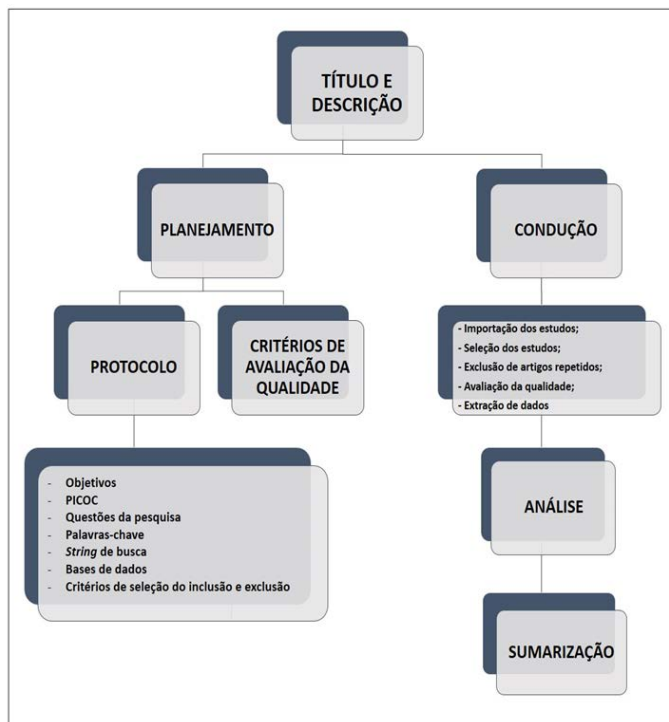 TÍTULO E
DESCRIÇÃO
PLANEJAMENTO
CONDUÇÃO
PROTOCOLO
CRITÉRIOS DE
AVALIAÇÃO DA
QUALIDADE
- Importação dos estudos;
- Seleção dos estudos;
- Exclusão de artigos repetidos;
- Avaliação da qualidade;
- Extração de dados
- Objetivos
- PICOC
- Questões da pesquisa
- Palavras-chave
- String de busca
- Bases de dados
- Critérios de seleção do inclusão e exclusão
ANÁLISE
SUMARIZAÇÃO